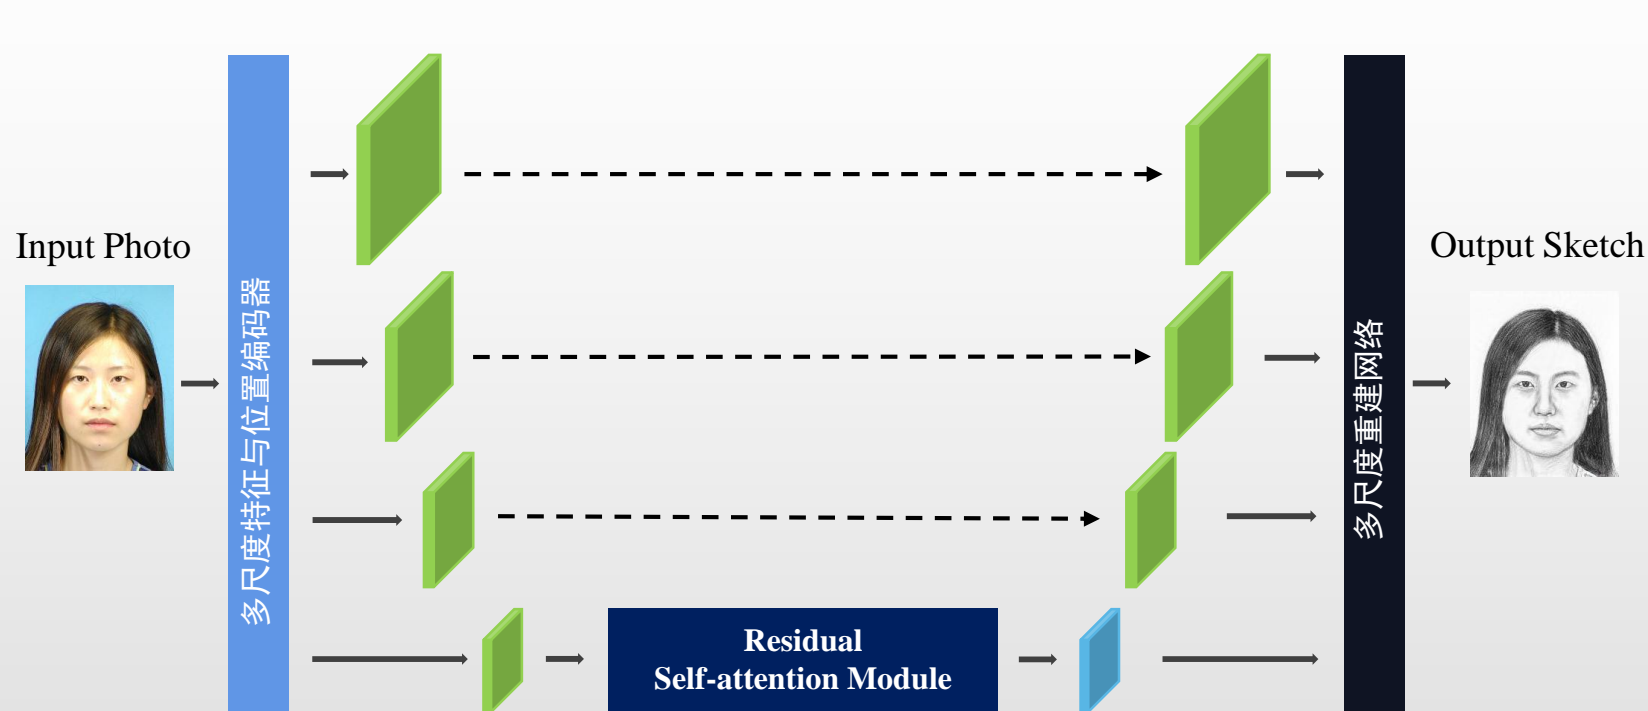 Input Photo
多尺度特征与位置编码器
Residual
Self-attention Module
多尺度重建网络
Output Sketch